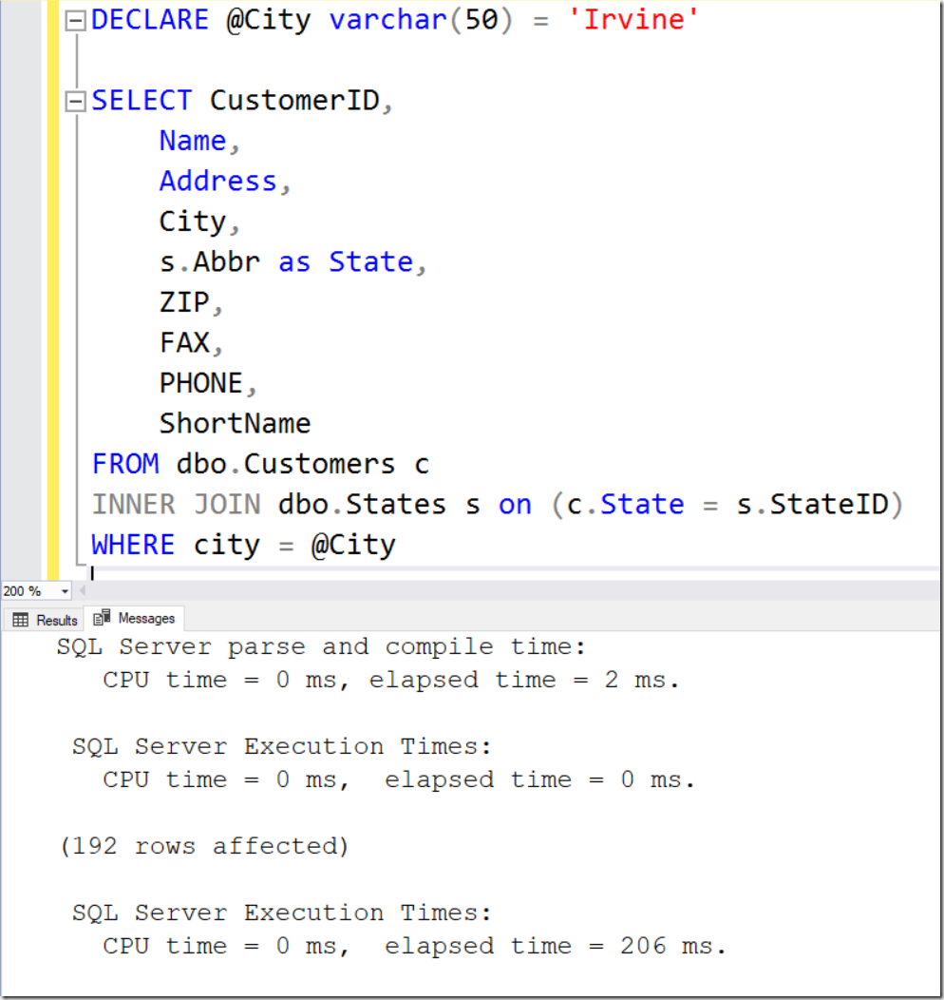 DECLARE @City varchar(50) = 'Irvine'
SELECT CustomerID,
Name,
Address,
City,
s.Abbr as State,
ZIP,
FAX,
PHONE,
ShortName
FROM dbo.Customers c
INNER JOIN dbo.States s on (c.State = s.StateID)
WHERE city = @City
200 %
Results Messages
SQL Server parse and compile time:
CPU time = 0 ms, elapsed time = 2 ms.
SQL Server Execution Times:
CPU time = 0 ms,  elapsed time = 0 ms.
(192 rows affected)
SQL Server Execution Times:
CPU time = 0 ms,  elapsed time = 206 ms.